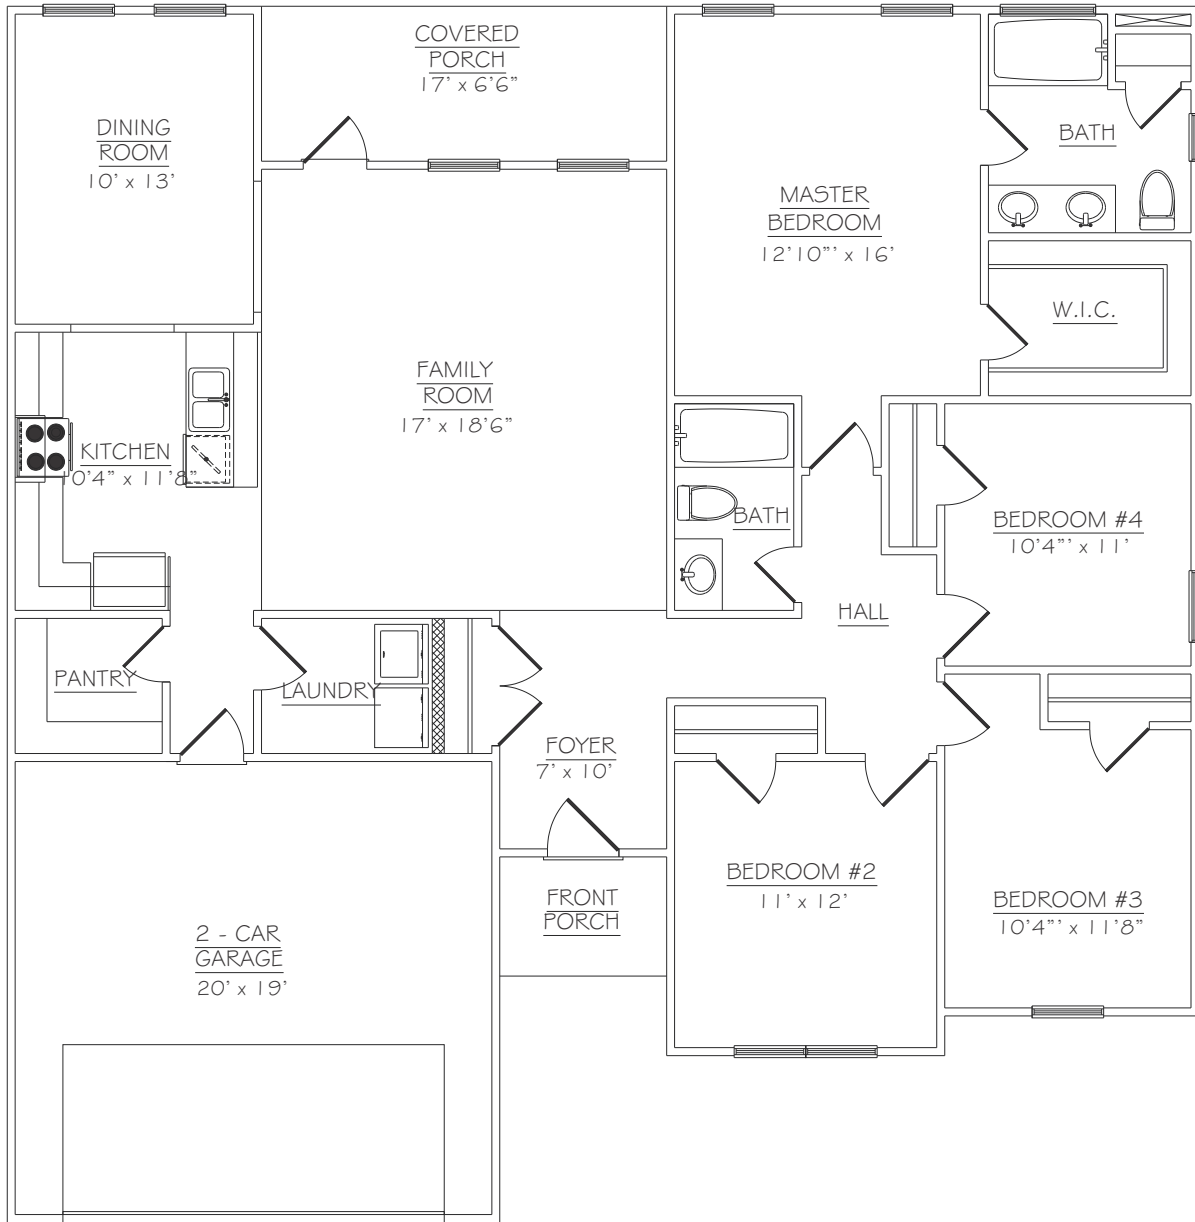 COVERED
PORCH
17' x 6'6"
DINING
ROOM
10' x 13'
BATH
MASTER
BEDROOM
12'10"' x 16'
W.I.C.
FAMILY
ROOM
17' x 18'6"
KITCHEN
0'4" x 11'8"
BATH
BEDROOM #4
10'4"' x 11'
HALL
PANTRY
LAUNDRY
FOYER
7' x 10'
BEDROOM #2
11' x 12'
FRONT
PORCH
BEDROOM #3
10'4"' x 11'8"
2 - CAR
GARAGE
20' x 19'